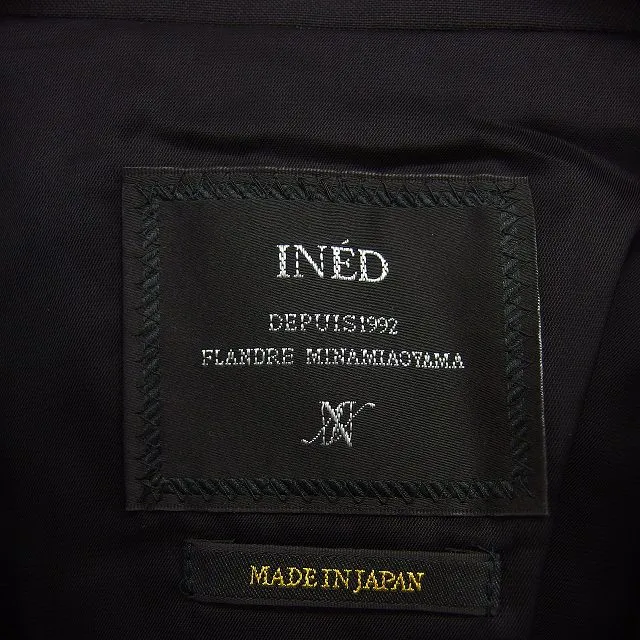 INÉD
DEPUIS1992
FLANDRE MINAMIAOYAMA
MADE IN JAPAN